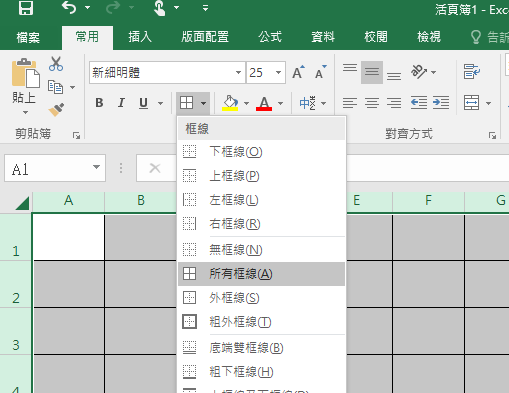 活頁簿1 - Exce
檔案 常用 插入 版面配置 公式 資料 校閱 檢視 告訴
貼上
新細明體 25 A A
B I U A 中
剪貼簿 對齊方式
A1
框線
下框線(O)
上框線(P)
左框線(L)
右框線(R)
無框線(N)
所有框線(A)
外框線(S)
粗外框線(T)
底端雙框線(B)
粗下框線(H)
A B E F G
1
2
3
4